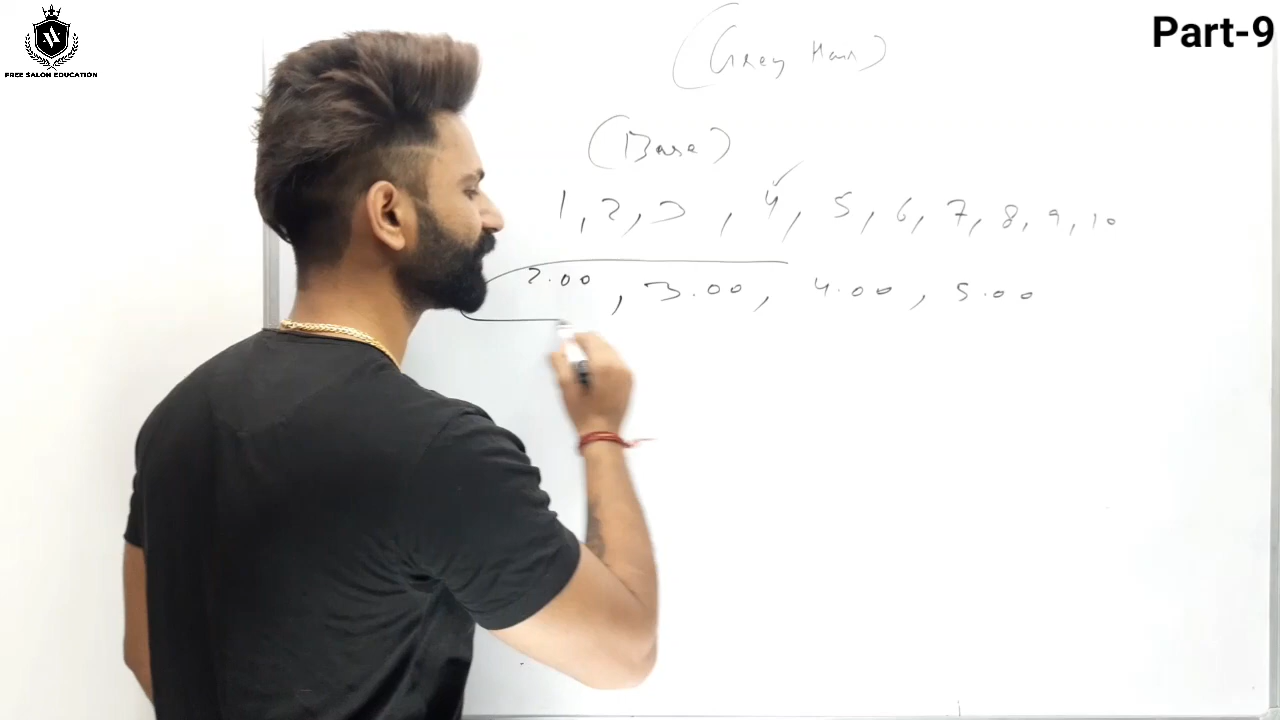 Part-9
FREE SALON EDUCATION
(Grey Hair)
(Base)
1, 2, 3, 4, 5, 6, 7, 8, 9, 10
2.00, 3.00, 4.00, 5.00